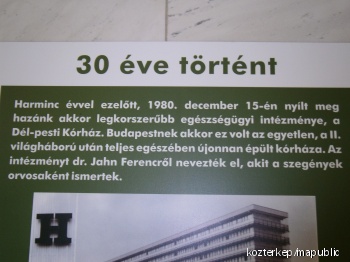 30 éve történt
Harminc évvel ezelőtt, 1980. december 15-én nyílt meg
hazánk akkor legkorszerűbb egészségügyi intézménye, a
Dél-pesti Kórház. Budapestnek akkor ez volt az egyetlen, a II.
világháború után teljes egészében újonnan épült kórháza. Az
intézményt dr. Jahn Ferencről nevezték el, akit a szegények
orvosaként ismertek.
H
kozterkep/mapublic